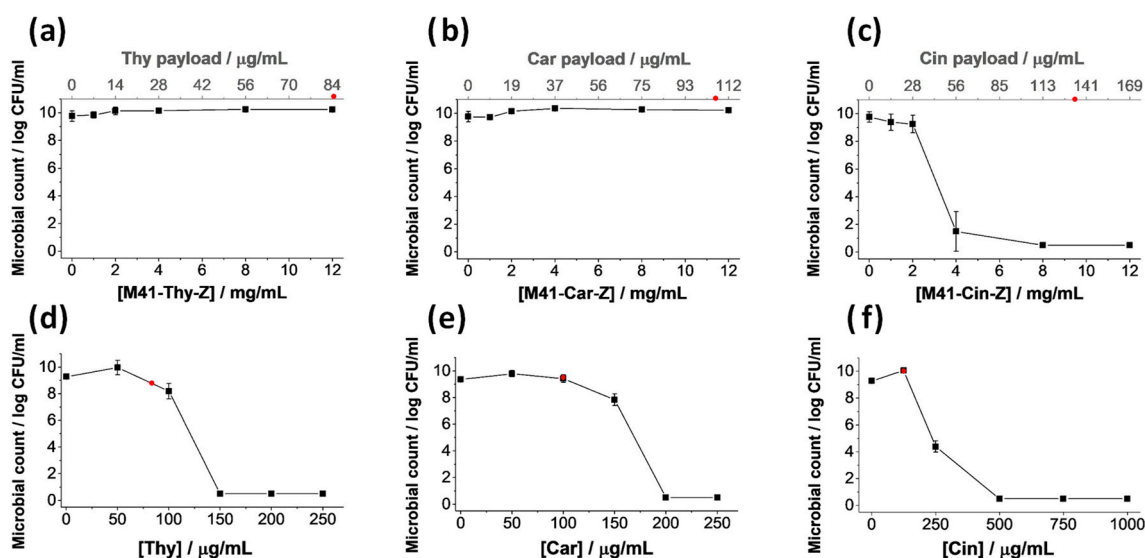 (a)
Thy payload / µg/mL
0 14 28 42 56 70 84
Microbial count / log CFU/ml
10
8
6
4
2
0
0 2 4 6 8 10 12
[M41-Thy-Z] / mg/mL
(b)
Car payload / µg/mL
0 19 37 56 75 93 112
Microbial count / log CFU/ml
10
8
6
4
2
0
0 2 4 6 8 10 12
[M41-Car-Z] / mg/mL
(c)
Cin payload / µg/mL
0 28 56 85 113 141 169
Microbial count / log CFU/ml
10
8
6
4
2
0
0 2 4 6 8 10 12
[M41-Cin-Z] / mg/mL
(d)
Microbial count / log CFU/ml
10
8
6
4
2
0
0 50 100 150 200 250
[Thy] / µg/mL
(e)
Microbial count / log CFU/ml
10
8
6
4
2
0
0 50 100 150 200 250
[Car] / µg/mL
(f)
Microbial count / log CFU/ml
10
8
6
4
2
0
0 250 500 750 1000
[Cin] / µg/mL